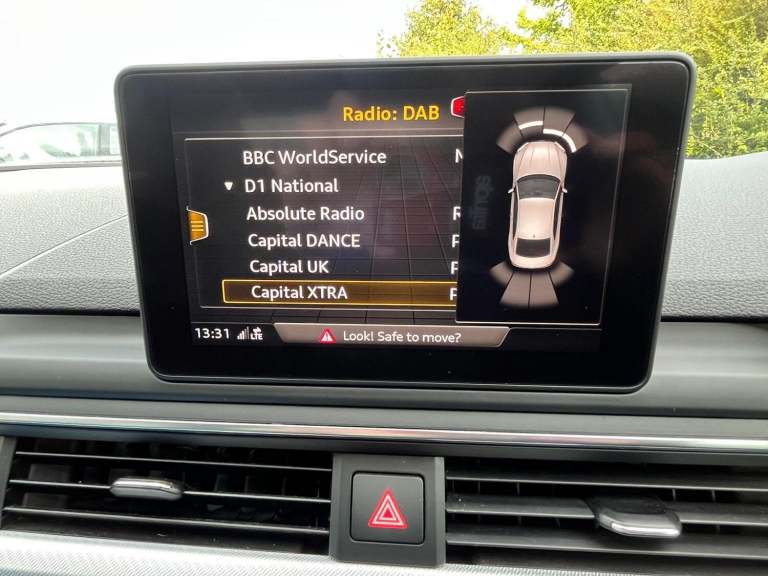 Radio: DAB
BBC WorldService
D1 National
Absolute Radio
Capital DANCE
Capital UK
Capital XTRA
13:31 LTE
Look! Safe to move?